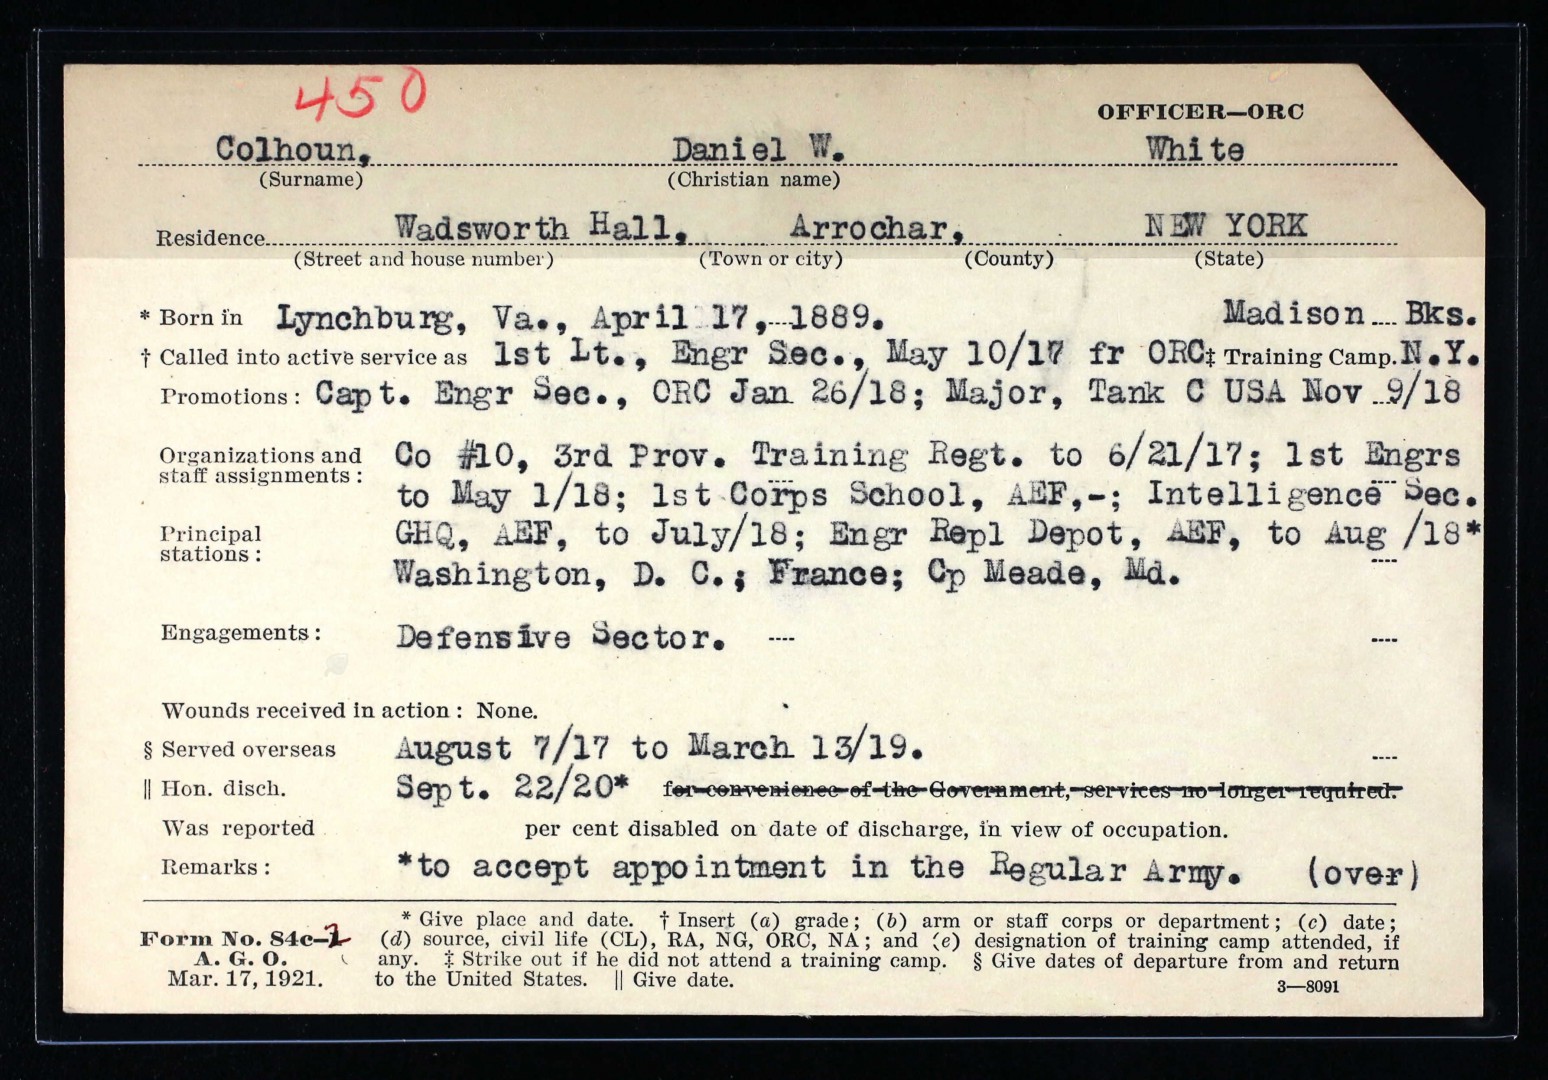 450
OFFICER—ORC
Colhoun, Daniel W. White
(Surname) (Christian name)
Residence Wadsworth Hall, Arrochar, NEW YORK
(Street and house number) (Town or city) (County) (State)
* Born in Lynchburg, Va., April 17, 1889. Madison Bks.
† Called into active service as 1st Lt., Engr Sec., May 10/17 fr ORC ‡ Training Camp. N.Y.
Promotions: Capt. Engr Sec., ORC Jan 26/18; Major, Tank C USA Nov 9/18
Organizations and staff assignments: Co #10, 3rd Prov. Training Regt. to 6/21/17; 1st Engrs
to May 1/18; 1st Corps School, AEF,-; Intelligence Sec.
Principal stations: GHQ, AEF, to July/18; Engr Repl Depot, AEF, to Aug /18*
Washington, D. C.; France; Cp Meade, Md.
Engagements: Defensive Sector.
Wounds received in action: None.
§ Served overseas August 7/17 to March 13/19.
|| Hon. disch. Sept. 22/20* for convenience of the Government, services no longer required.
Was reported per cent disabled on date of discharge, in view of occupation.
Remarks: *to accept appointment in the Regular Army. (over)
* Give place and date. † Insert (a) grade; (b) arm or staff corps or department; (c) date;
Form No. 84c-2 (d) source, civil life (CL), RA, NG, ORC, NA; and (e) designation of training camp attended, if
A. G. O. any. ‡ Strike out if he did not attend a training camp. § Give dates of departure from and return
Mar. 17, 1921. to the United States. || Give date.
3—8091